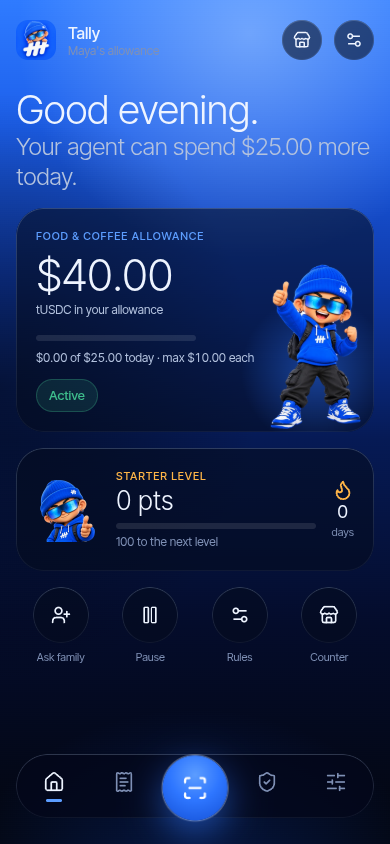 Tally
Maya's allowance
Good evening.
Your agent can spend $25.00 more
today.
FOOD & COFFEE ALLOWANCE
$40.00
tUSDC in your allowance
$0.00 of $25.00 today · max $10.00 each
Active
STARTER LEVEL
0 pts
100 to the next level
0
days
Ask family
Pause
Rules
Counter